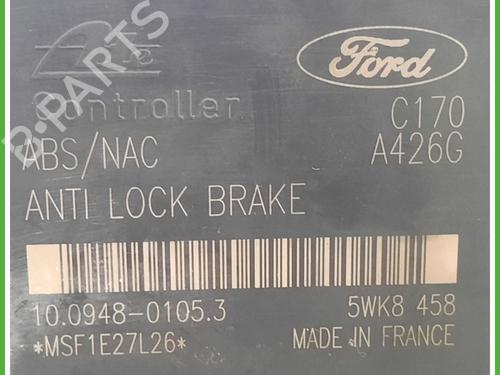 Ate
Controller
Ford
C170
ABS/NAC
A426G
ANTI LOCK BRAKE
10.0948-0105.3
5WK8 458
*MSF1E27L26*
MADE IN FRANCE
B-PARTS